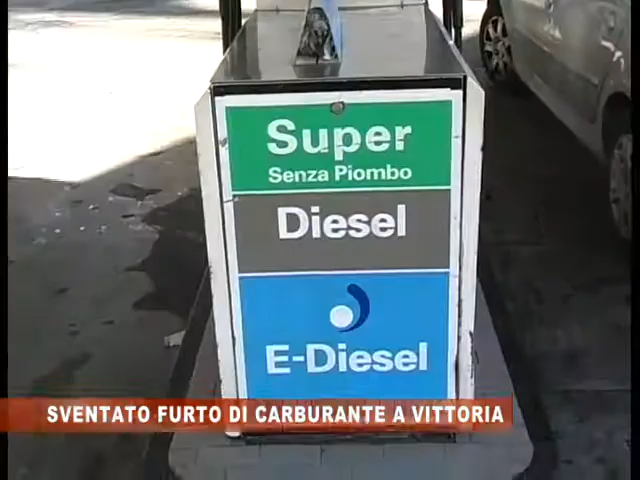 Super
Senza Piombo
Diesel
E-Diesel
SVENTATO FURTO DI CARBURANTE A VITTORIA